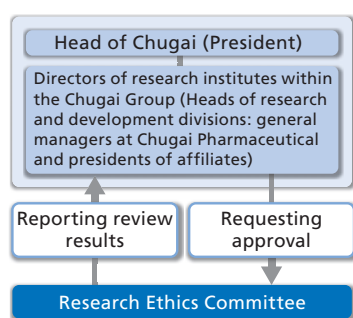 Head of Chugai (President)
Directors of research institutes within
the Chugai Group (Heads of research
and development divisions: general
managers at Chugai Pharmaceutical
and presidents of affiliates)
Reporting review
results
Requesting
approval
Research Ethics Committee